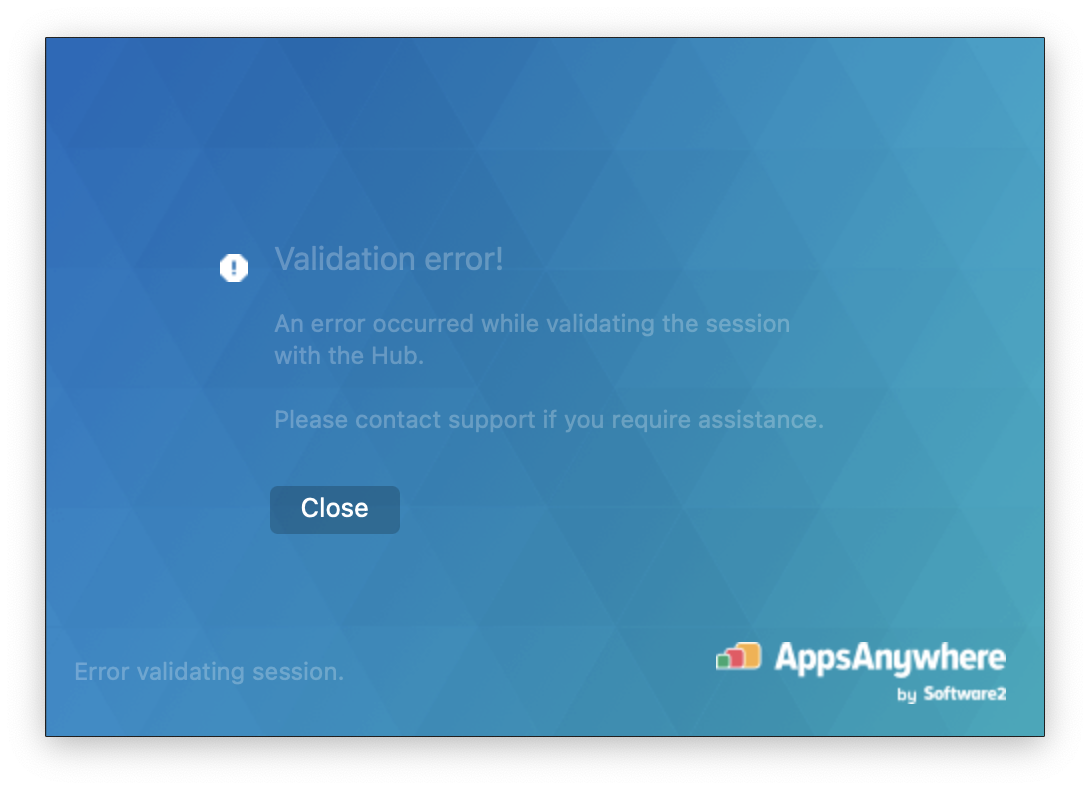 Validation error!
An error occurred while validating the session
with the Hub.
Please contact support if you require assistance.
Close
Error validating session.
AppsAnywhere
by Software2